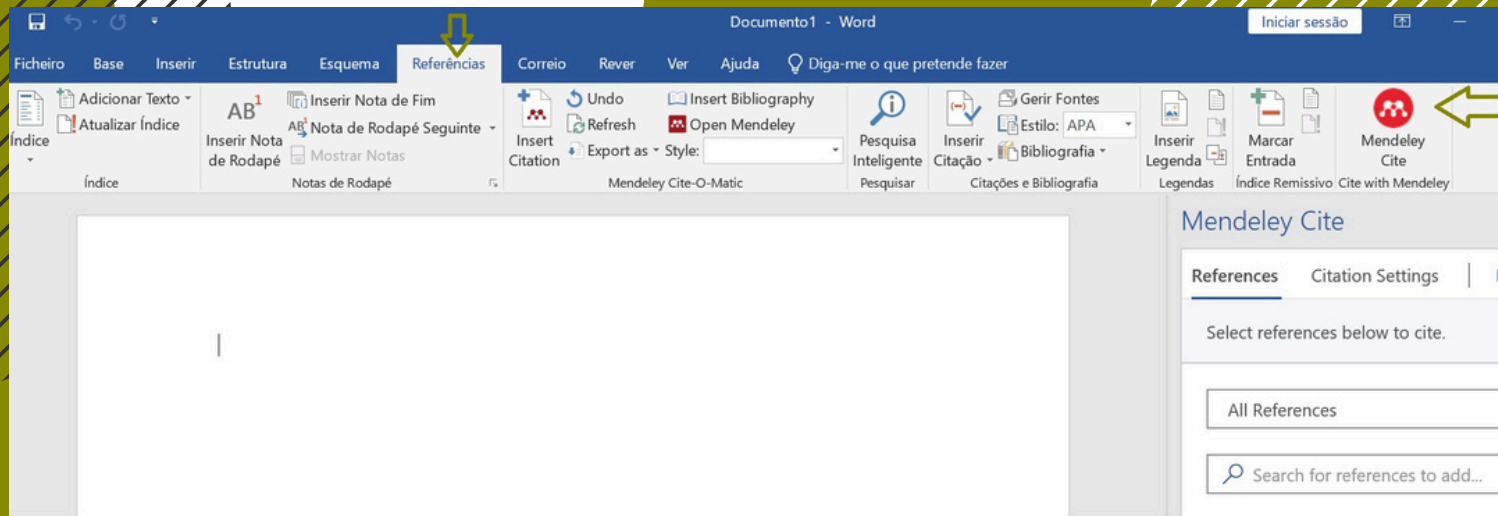 Documento1 - Word
Iniciar sessão
Ficheiro Base Inserir Estrutura Esquema Referências Correio Rever Ver Ajuda Diga-me o que pretende fazer
Índice
Adicionar Texto
Atualizar Índice
Índice
AB1
Inserir Nota
de Rodapé
Inserir Nota de Fim
Nota de Rodapé Seguinte
Mostrar Notas
Notas de Rodapé
Insert
Citation
Undo
Refresh
Export as
Insert Bibliography
Open Mendeley
Style:
Mendeley Cite-O-Matic
Pesquisa
Inteligente
Pesquisar
Inserir
Citação
Gerir Fontes
Estilo: APA
Bibliografia
Citações e Bibliografia
Inserir
Legenda
Legendas
Marcar
Entrada
Índice Remissivo
Mendeley
Cite
Cite with Mendeley
Mendeley Cite
References Citation Settings
Select references below to cite.
All References
Search for references to add...